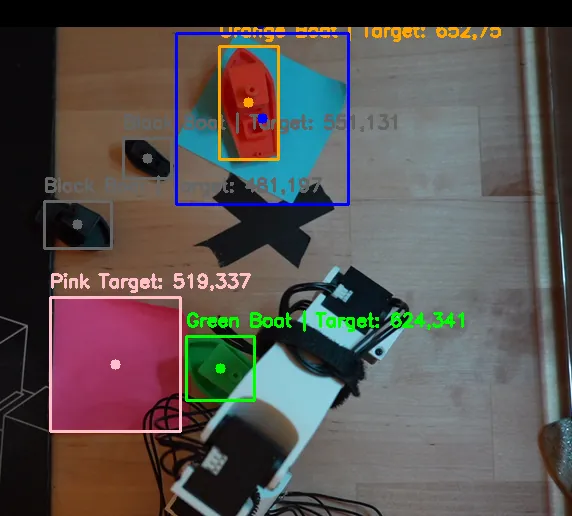 Orange Boat | Target: 652,75
Black Boat | Target: 551,131
Black Boat | Target: 481,197
Pink Target: 519,337
Green Boat | Target: 624,341